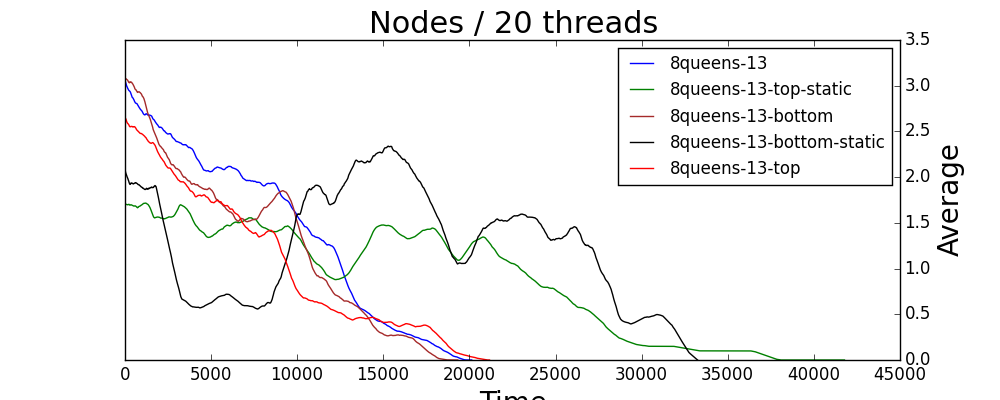 Nodes / 20 threads
8queens-13
8queens-13-top-static
8queens-13-bottom
8queens-13-bottom-static
8queens-13-top
3.5
3.0
2.5
2.0
1.5
1.0
0.5
0.0
Average
0 5000 10000 15000 20000 25000 30000 35000 40000 45000
Time